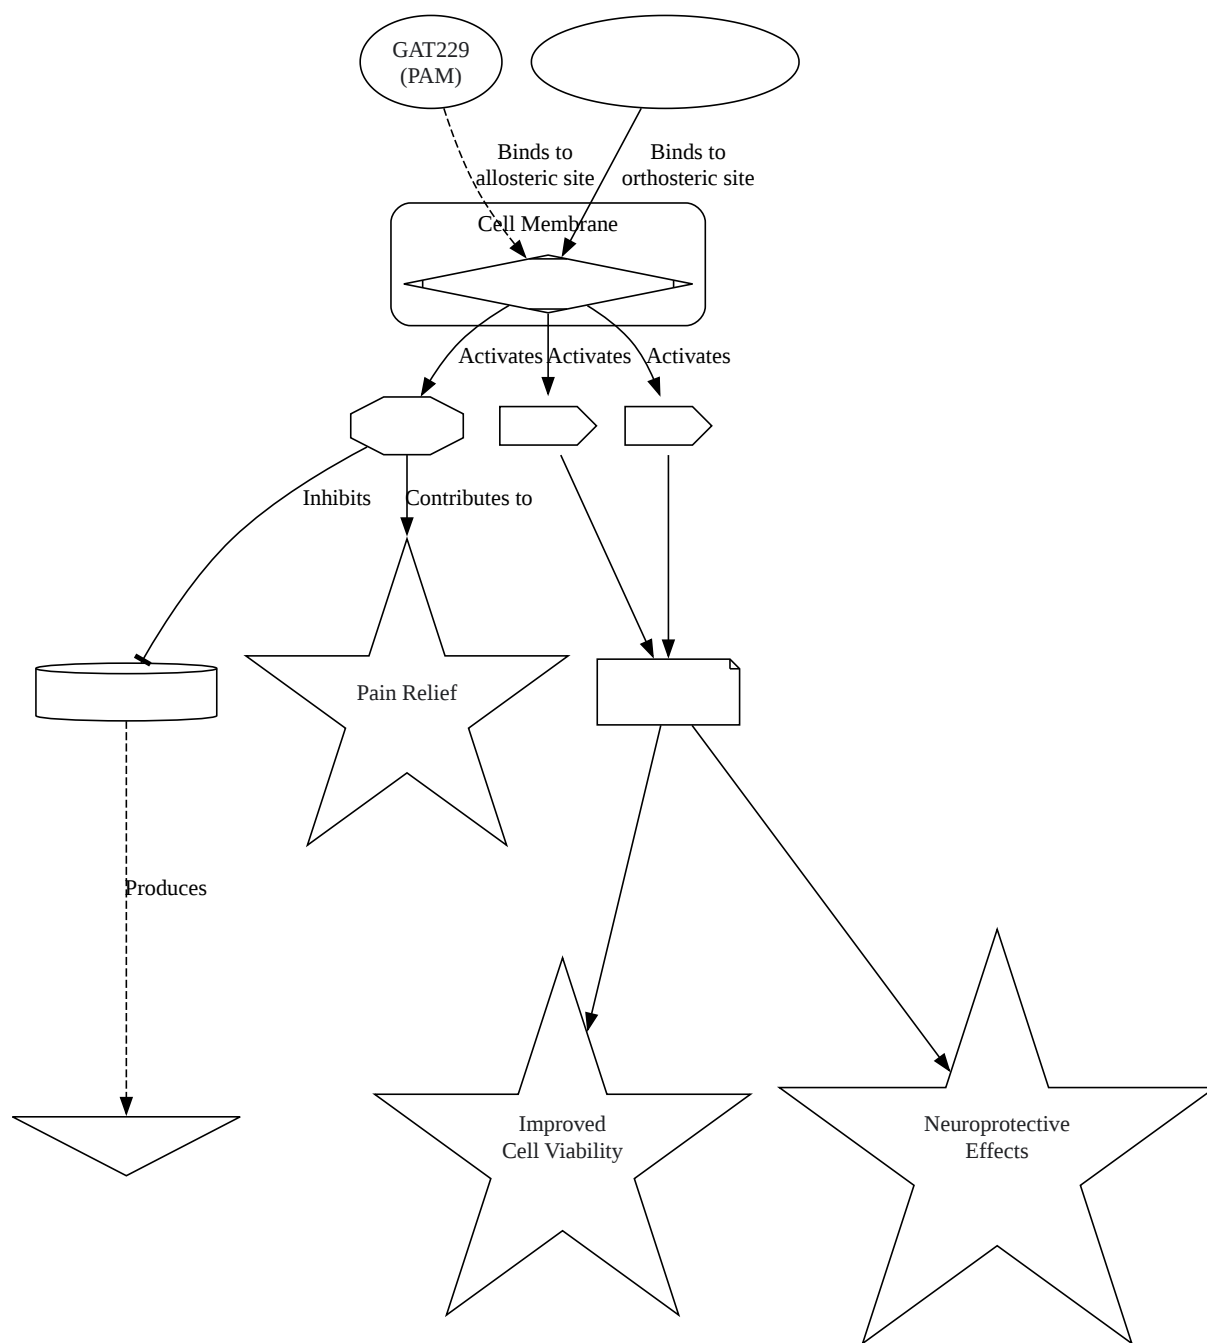 GAT229
(PAM)
Binds to
allosteric site
Binds to
orthosteric site
Cell Membrane
Activates
Activates
Activates
Inhibits
Contributes to
Pain Relief
Produces
Improved
Cell Viability
Neuroprotective
Effects